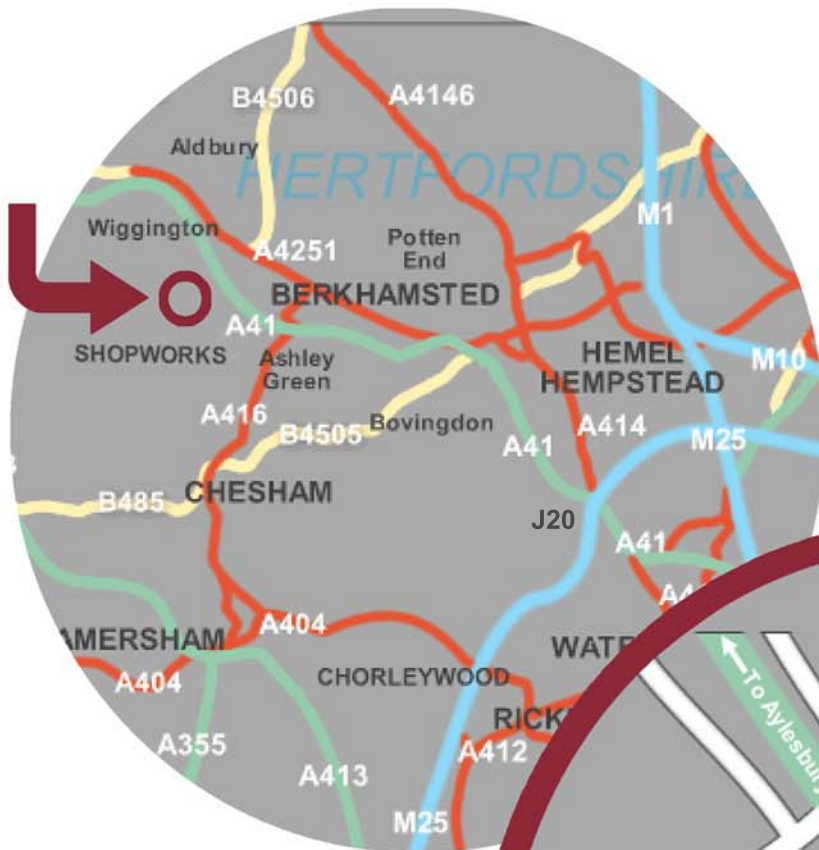 B4506
A4146
Aldbury
HERTFORDSHIRE
M1
Wiggington
A4251
Potten
End
BERKHAMSTED
A41
SHOPWORKS
Ashley
Green
HEMEL
HEMPSTEAD
M10
A416
B4505
Bovingdon
A41
A414
M25
B485
CHESHAM
J20
A41
AMERSHAM
A404
A404
CHORLEYWOOD
A355
A412
A413
M25
To Aylesbury